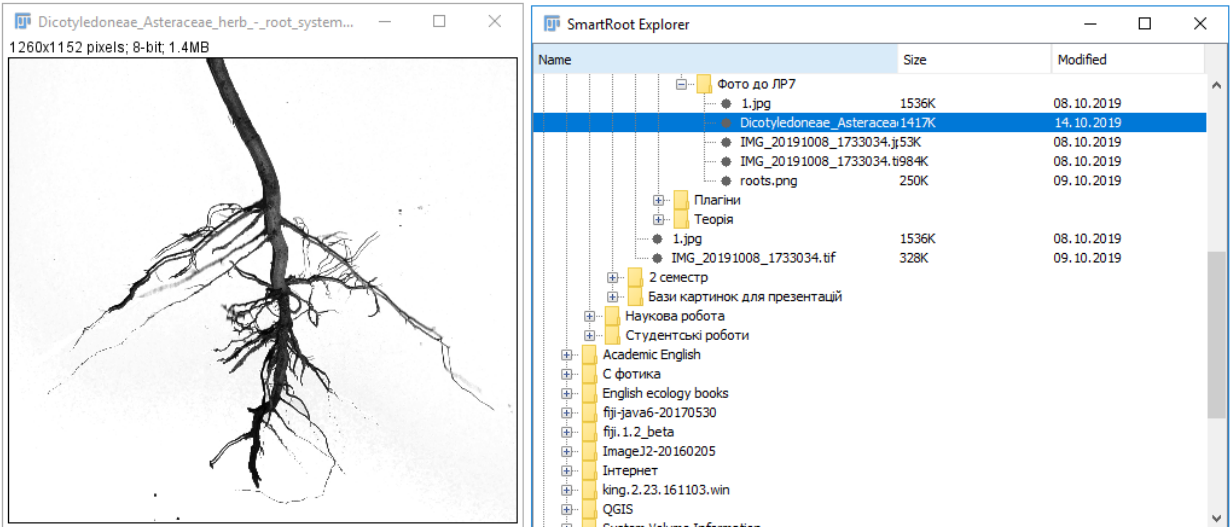 Dicotyledoneae_Asteraceae_herb_-_root_system...
1260x1152 pixels; 8-bit; 1.4MB
SmartRoot Explorer
Name Size Modified
Фото до ЛР7
1.jpg 1536K 08.10.2019
Dicotyledoneae_Asteraceae 1417K 14.10.2019
IMG_20191008_1733034.j 53K 08.10.2019
IMG_20191008_1733034.ti 984K 08.10.2019
roots.png 250K 09.10.2019
Плагіни
Теорія
1.jpg 1536K 08.10.2019
IMG_20191008_1733034.tif 328K 09.10.2019
2 семестр
Бази картинок для презентацій
Наукова робота
Студентські роботи
Academic English
С фотика
English ecology books
fiji-java6-20170530
fiji.1.2_beta
ImageJ2-20160205
Інтернет
king.2.23.161103.win
QGIS
System Volume Information